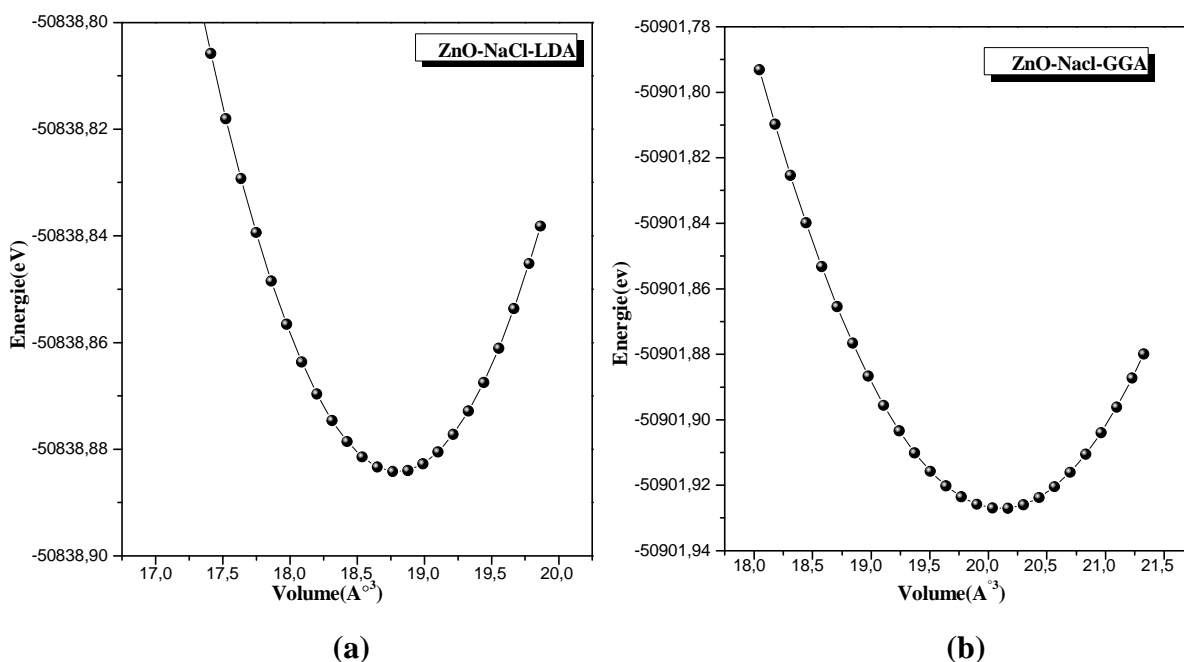 ZnO-NaCl-LDA
-50838,80
-50838,82
-50838,84
-50838,86
-50838,88
-50838,90
Energie(eV)
17,0 17,5 18,0 18,5 19,0 19,5 20,0
Volume(A°³)
(a)
ZnO-Nacl-GGA
-50901,78
-50901,80
-50901,82
-50901,84
-50901,86
-50901,88
-50901,90
-50901,92
-50901,94
Energie(ev)
18,0 18,5 19,0 19,5 20,0 20,5 21,0 21,5
Volume(A°³)
(b)